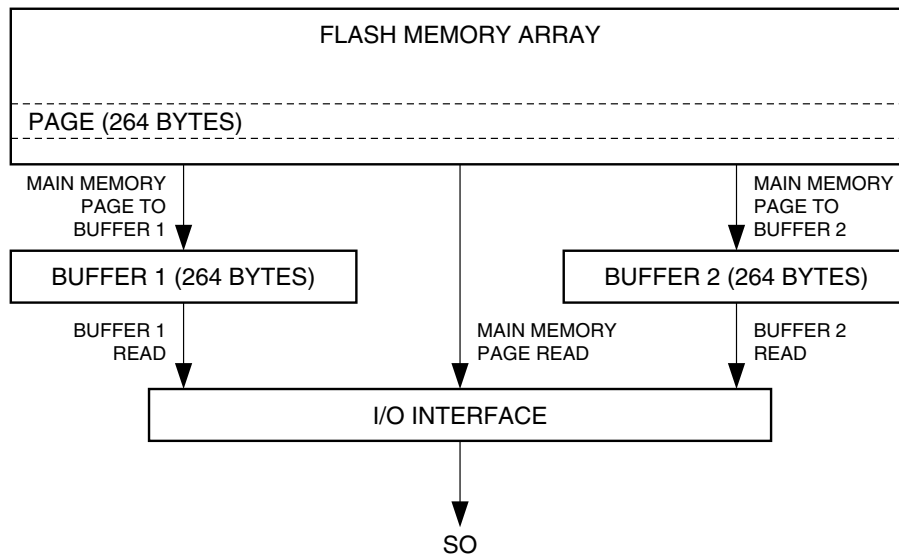 FLASH MEMORY ARRAY
PAGE (264 BYTES)
MAIN MEMORY
PAGE TO
BUFFER 1
MAIN MEMORY
PAGE TO
BUFFER 2
BUFFER 1 (264 BYTES)
BUFFER 2 (264 BYTES)
BUFFER 1
READ
MAIN MEMORY
PAGE READ
BUFFER 2
READ
I/O INTERFACE
SO